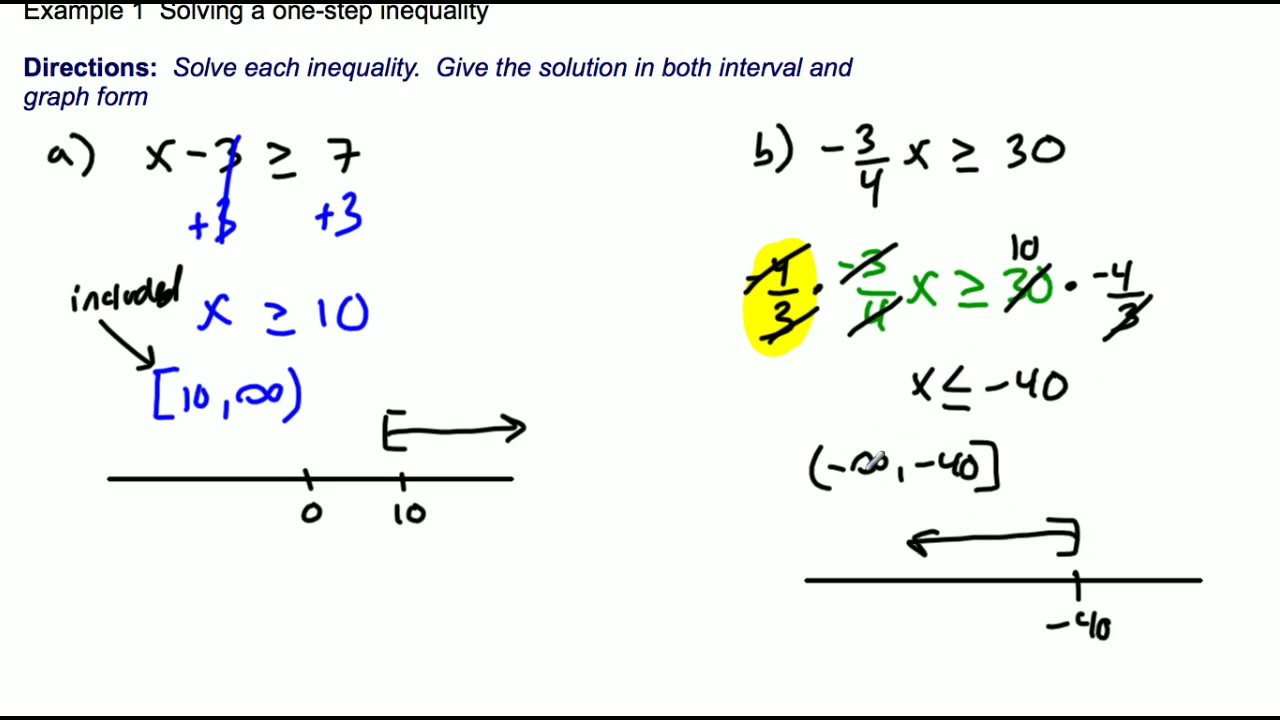 Example 1 Solving a one-step inequality
Directions: Solve each inequality. Give the solution in both interval and
graph form
a) x - 3 ≥ 7
+3 +3
included
x ≥ 10
[10, ∞)
0 10
b) -3/4 x ≥ 30
-4/3 · -3/4 x ≥ 30 · -4/3
10
x ≤ -40
(-∞, -40]
-40